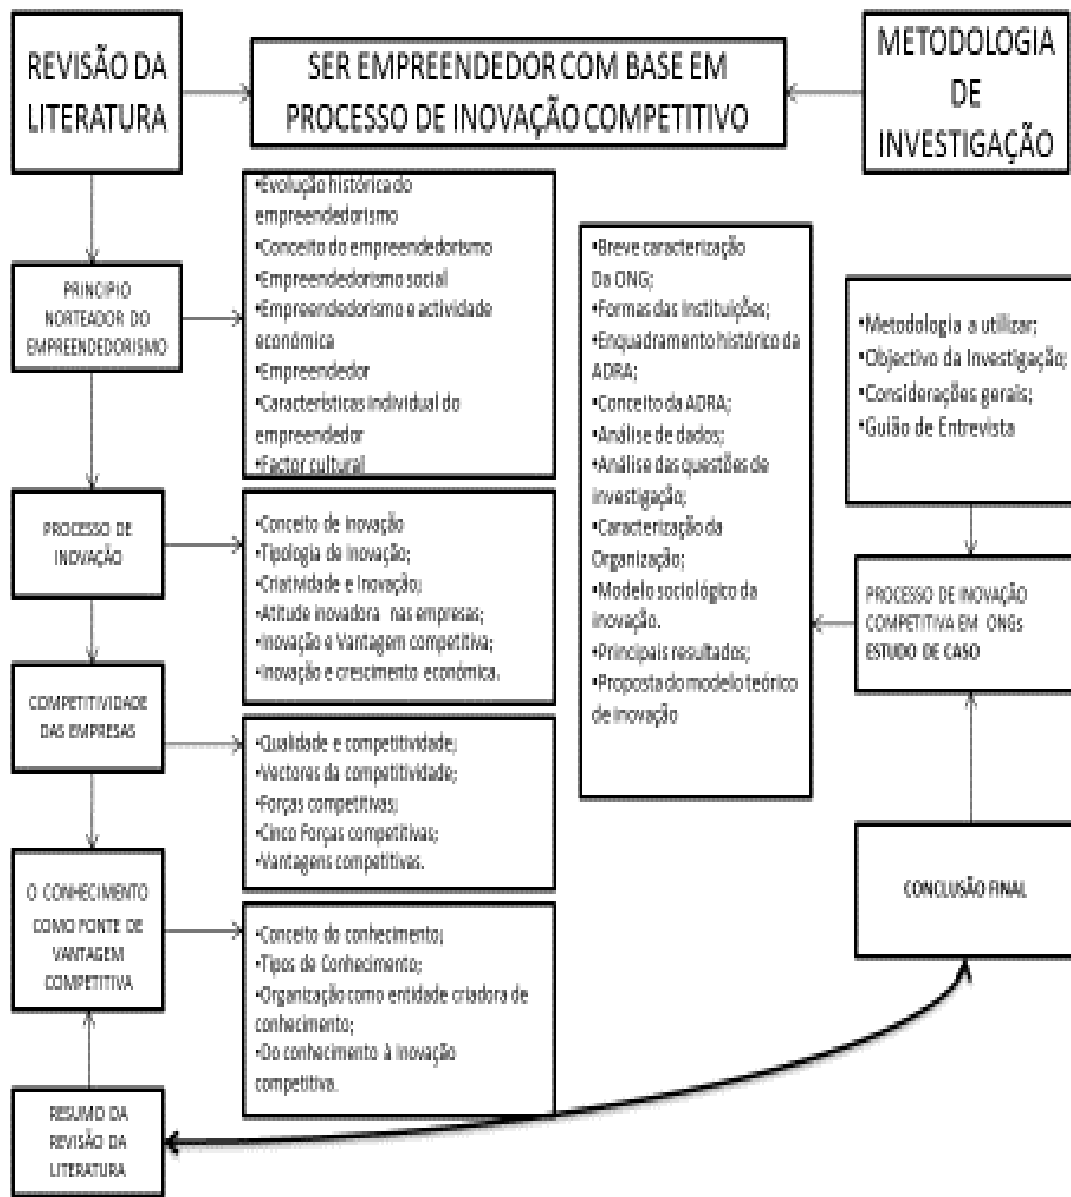 REVISÃO DA
LITERATURA
SER EMPREENDEDOR COM BASE EM
PROCESSO DE INOVAÇÃO COMPETITIVO
METODOLOGIA
DE
INVESTIGAÇÃO
PRINCIPIO
NORTEADOR DO
EMPREENDEDORISMO
•Evolução histórica do
empreendedorismo
•Conceito do empreendedorismo
•Empreendedorismo social
•Empreendedorismo e actividade
económica
•Empreendedor
•Características individual do
empreendedor
•Factor cultural
PROCESSO DE
INOVAÇÃO
•Conceito de inovação
•Tipologia de inovação;
•Criatividade e Inovação;
•Atitude inovadora nas empresas;
•Inovação e Vantagem competitiva;
•Inovação e crescimento económica.
COMPETITIVIDADE
DAS EMPRESAS
•Qualidade e competitividade;
•Vectores da competitividade;
•Forças competitivas;
•Cinco Forças competitivas;
•Vantagens competitivas.
O CONHECIMENTO
COMO FONTE DE
VANTAGEM
COMPETITIVA
•Conceito do conhecimento;
•Tipos de Conhecimento;
•Organização como entidade criadora de
conhecimento;
•Do conhecimento à inovação
competitiva.
RESUMO DA
REVISÃO DA
LITERATURA
•Breve caracterização
Da ONG;
•Formas das instituições;
•Enquadramento histórico da
ADRA;
•Conceito da ADRA;
•Análise de dados;
•Análise das questões de
investigação;
•Caracterização da
Organização;
•Modelo sociológico da
inovação.
•Principais resultados;
•Proposta do modelo teórico
de inovação
•Metodologia a utilizar;
•Objectivo da Investigação;
•Considerações gerais;
•Guião de Entrevista
PROCESSO DE INOVAÇÃO
COMPETITIVA EM ONGs
ESTUDO DE CASO
CONCLUSÃO FINAL